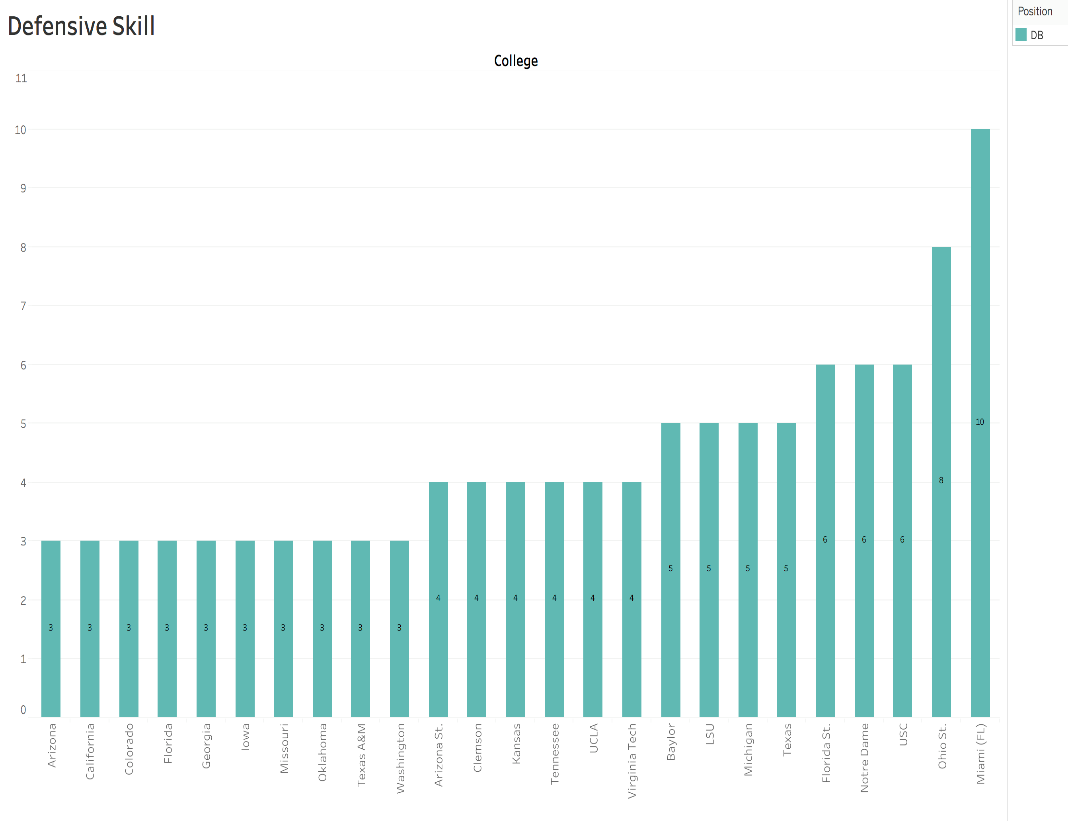 Defensive Skill
Position
DB
College
11
10
9
8
7
6
5
4
3
2
1
0
3
3
3
3
3
3
3
3
3
3
4
4
4
4
4
4
5
5
5
5
6
6
6
8
10
Arizona
California
Colorado
Florida
Georgia
Iowa
Missouri
Oklahoma
Texas A&M
Washington
Arizona St.
Clemson
Kansas
Tennessee
UCLA
Virginia Tech
Baylor
LSU
Michigan
Texas
Florida St.
Notre Dame
USC
Ohio St.
Miami (FL)